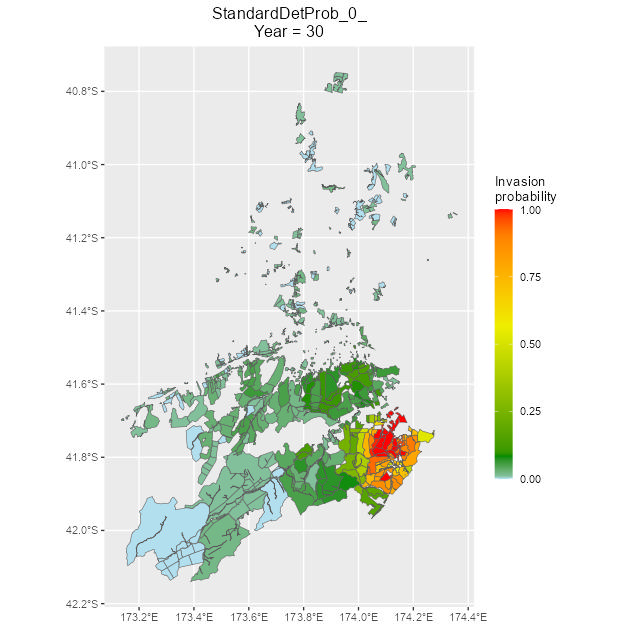 StandardDetProb_0_
Year = 30
40.8°S
41.0°S
41.2°S
41.4°S
41.6°S
41.8°S
42.0°S
42.2°S
173.2°E
173.4°E
173.6°E
173.8°E
174.0°E
174.2°E
174.4°E
Invasion
probability
1.00
0.75
0.50
0.25
0.00